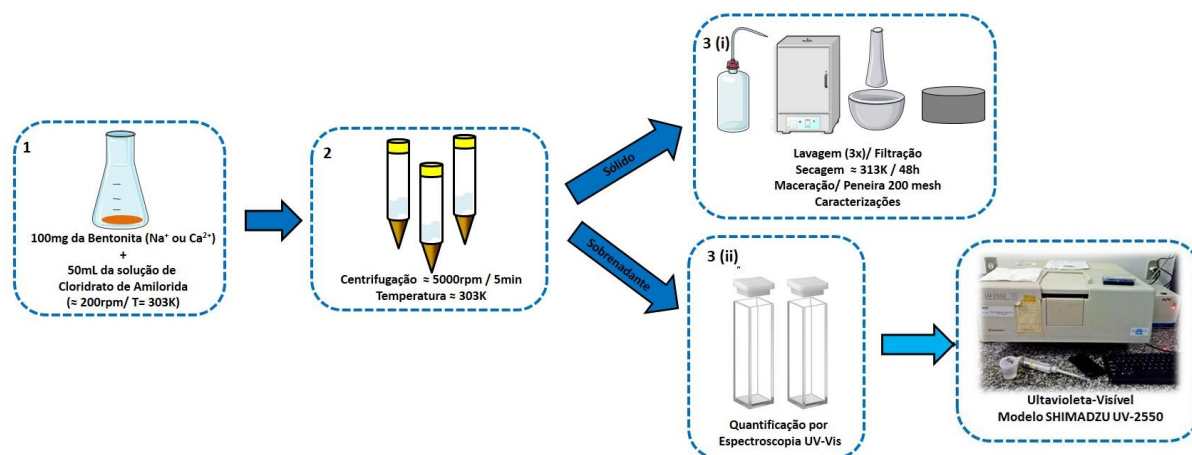 1
100mg da Bentonita (Na⁺ ou Ca²⁺)
+
50mL da solução de
Cloridrato de Amilorida
(≈ 200rpm/ T= 303K)
2
Centrifugação ≈ 5000rpm / 5min
Temperatura ≈ 303K
Sólido
Sobrenadante
3 (i)
Lavagem (3x)/ Filtração
Secagem ≈ 313K / 48h
Maceração/ Peneira 200 mesh
Caracterizações
3 (ii)
Quantificação por
Espectroscopia UV-Vis
UV-2550
Ultavioleta-Visível
Modelo SHIMADZU UV-2550